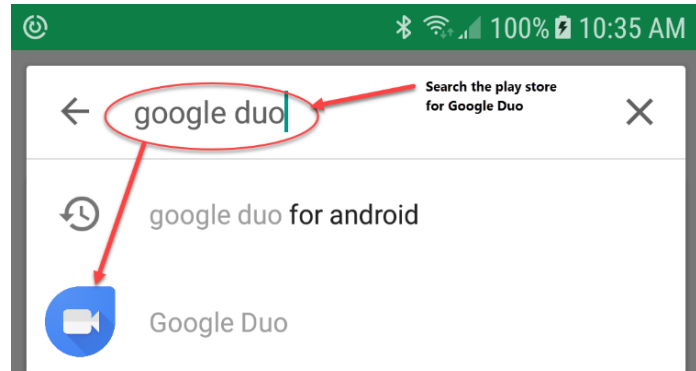 100% 10:35 AM
google duo
Search the play store
for Google Duo
google duo for android
Google Duo